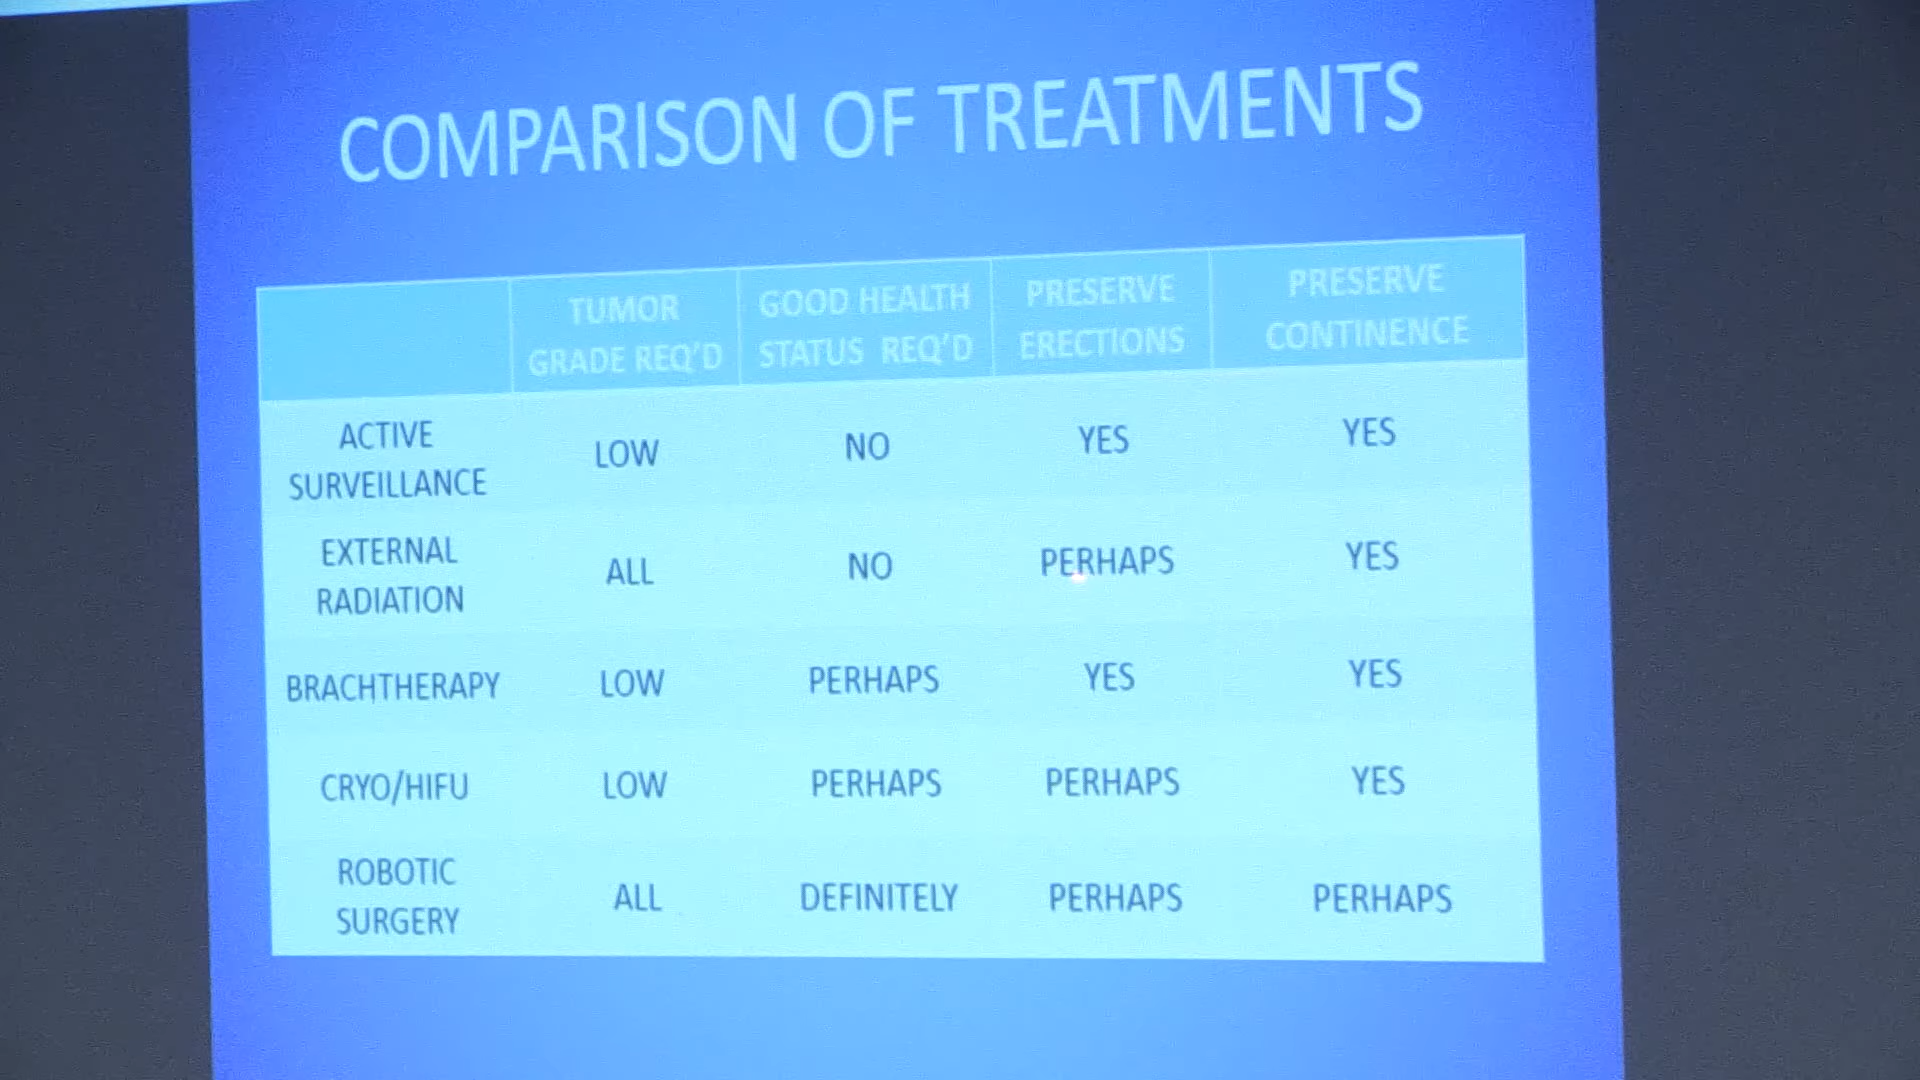 COMPARISON OF TREATMENTS
TUMOR GRADE REQ'D
GOOD HEALTH STATUS REQ'D
PRESERVE ERECTIONS
PRESERVE CONTINENCE
ACTIVE SURVEILLANCE LOW NO YES YES
EXTERNAL RADIATION ALL NO PERHAPS YES
BRACHTHERAPY LOW PERHAPS YES YES
CRYO/HIFU LOW PERHAPS PERHAPS YES
ROBOTIC SURGERY ALL DEFINITELY PERHAPS PERHAPS